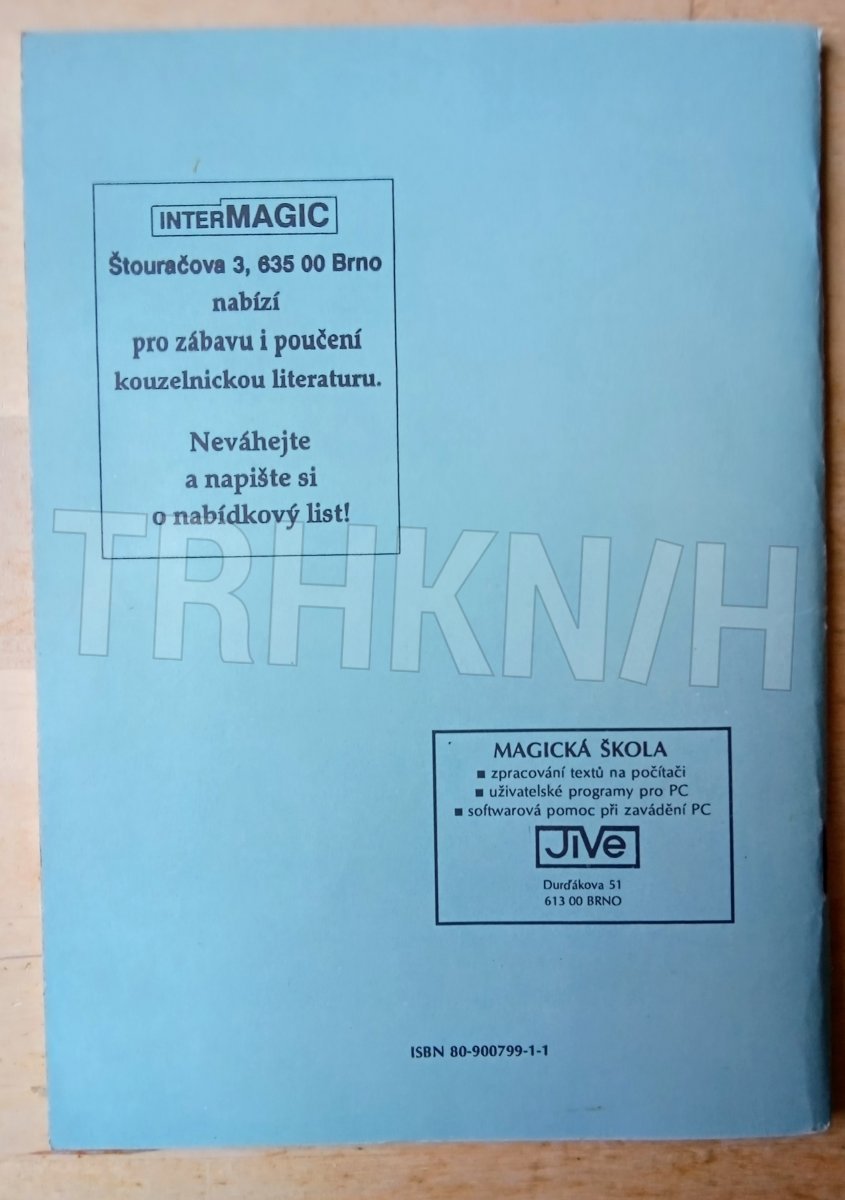 INTERMAGIC
Štouračova 3, 635 00 Brno
nabízí
pro zábavu i poučení
kouzelnickou literaturu.
Neváhejte
a napište si
o nabídkový list!
TRHKNIH
MAGICKÁ ŠKOLA
■ zpracování textů na počítači
■ uživatelské programy pro PC
■ softwarová pomoc při zavádění PC
JiVe
Durďákova 51
613 00 BRNO
ISBN 80-900799-1-1